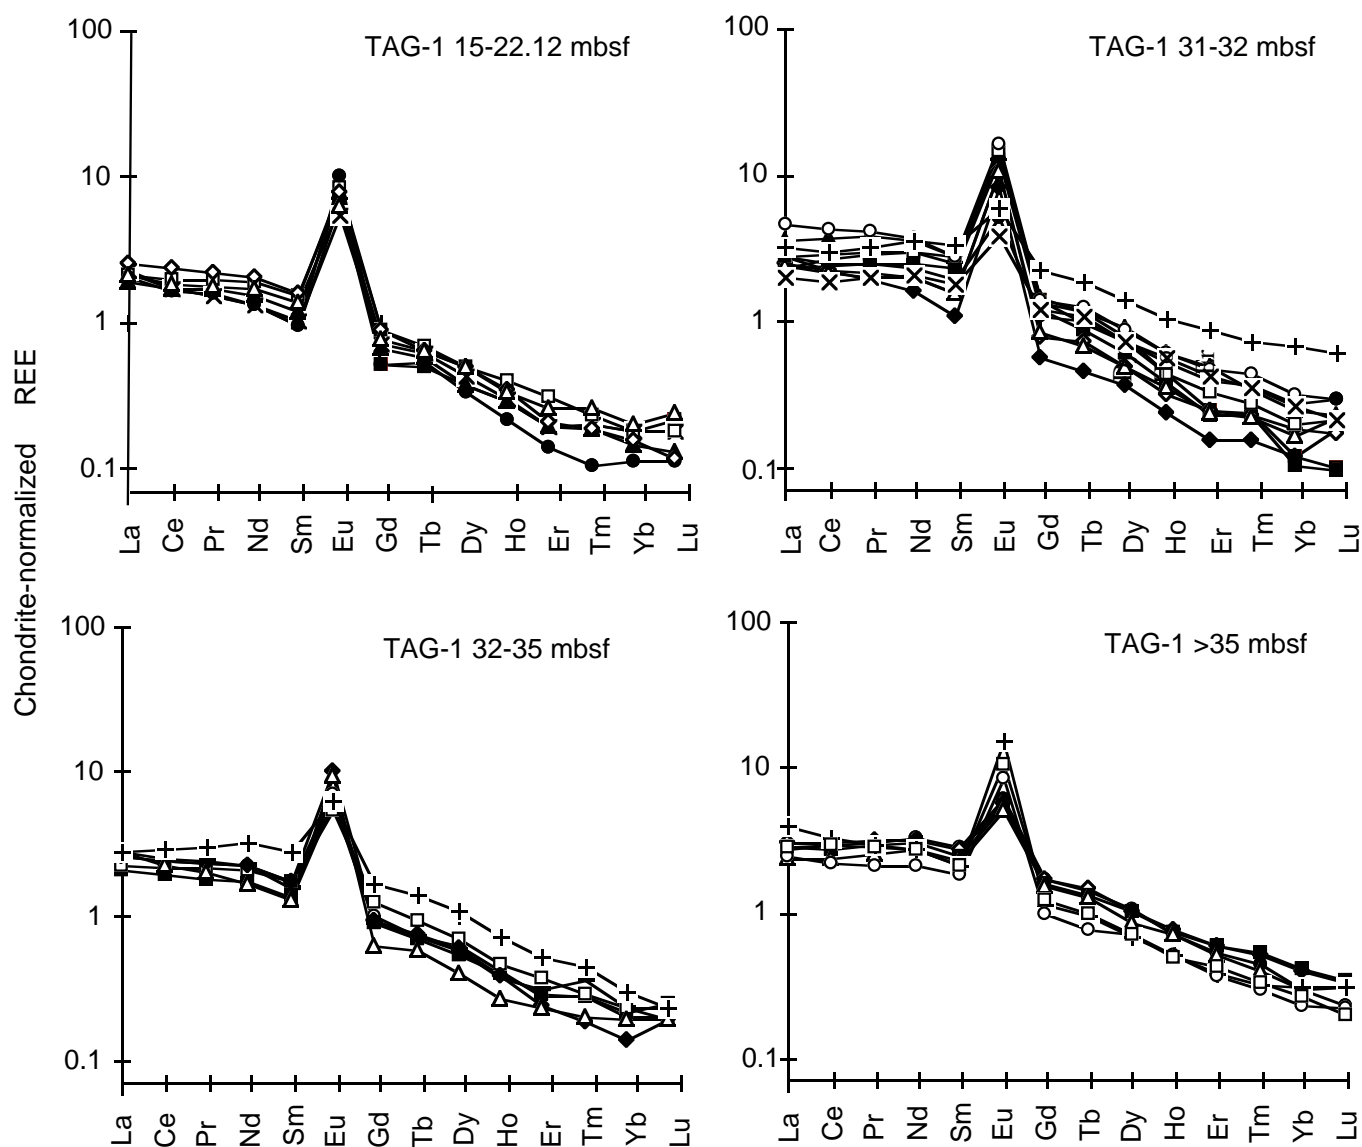 Chondrite-normalized REE
TAG-1 15-22.12 mbsf
100
10
1
0.1
La Ce Pr Nd Sm Eu Gd Tb Dy Ho Er Tm Yb Lu
TAG-1 31-32 mbsf
100
10
1
0.1
La Ce Pr Nd Sm Eu Gd Tb Dy Ho Er Tm Yb Lu
TAG-1 32-35 mbsf
100
10
1
0.1
La Ce Pr Nd Sm Eu Gd Tb Dy Ho Er Tm Yb Lu
TAG-1 >35 mbsf
100
10
1
0.1
La Ce Pr Nd Sm Eu Gd Tb Dy Ho Er Tm Yb Lu